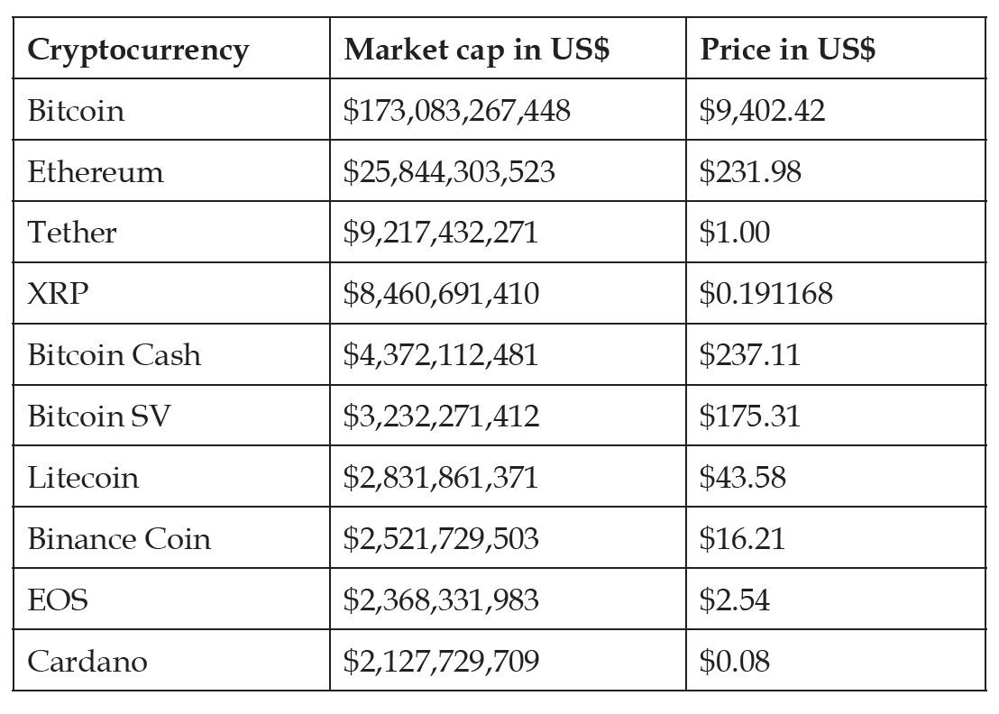 Cryptocurrency Market cap in US$ Price in US$
Bitcoin $173,083,267,448 $9,402.42
Ethereum $25,844,303,523 $231.98
Tether $9,217,432,271 $1.00
XRP $8,460,691,410 $0.191168
Bitcoin Cash $4,372,112,481 $237.11
Bitcoin SV $3,232,271,412 $175.31
Litecoin $2,831,861,371 $43.58
Binance Coin $2,521,729,503 $16.21
EOS $2,368,331,983 $2.54
Cardano $2,127,729,709 $0.08